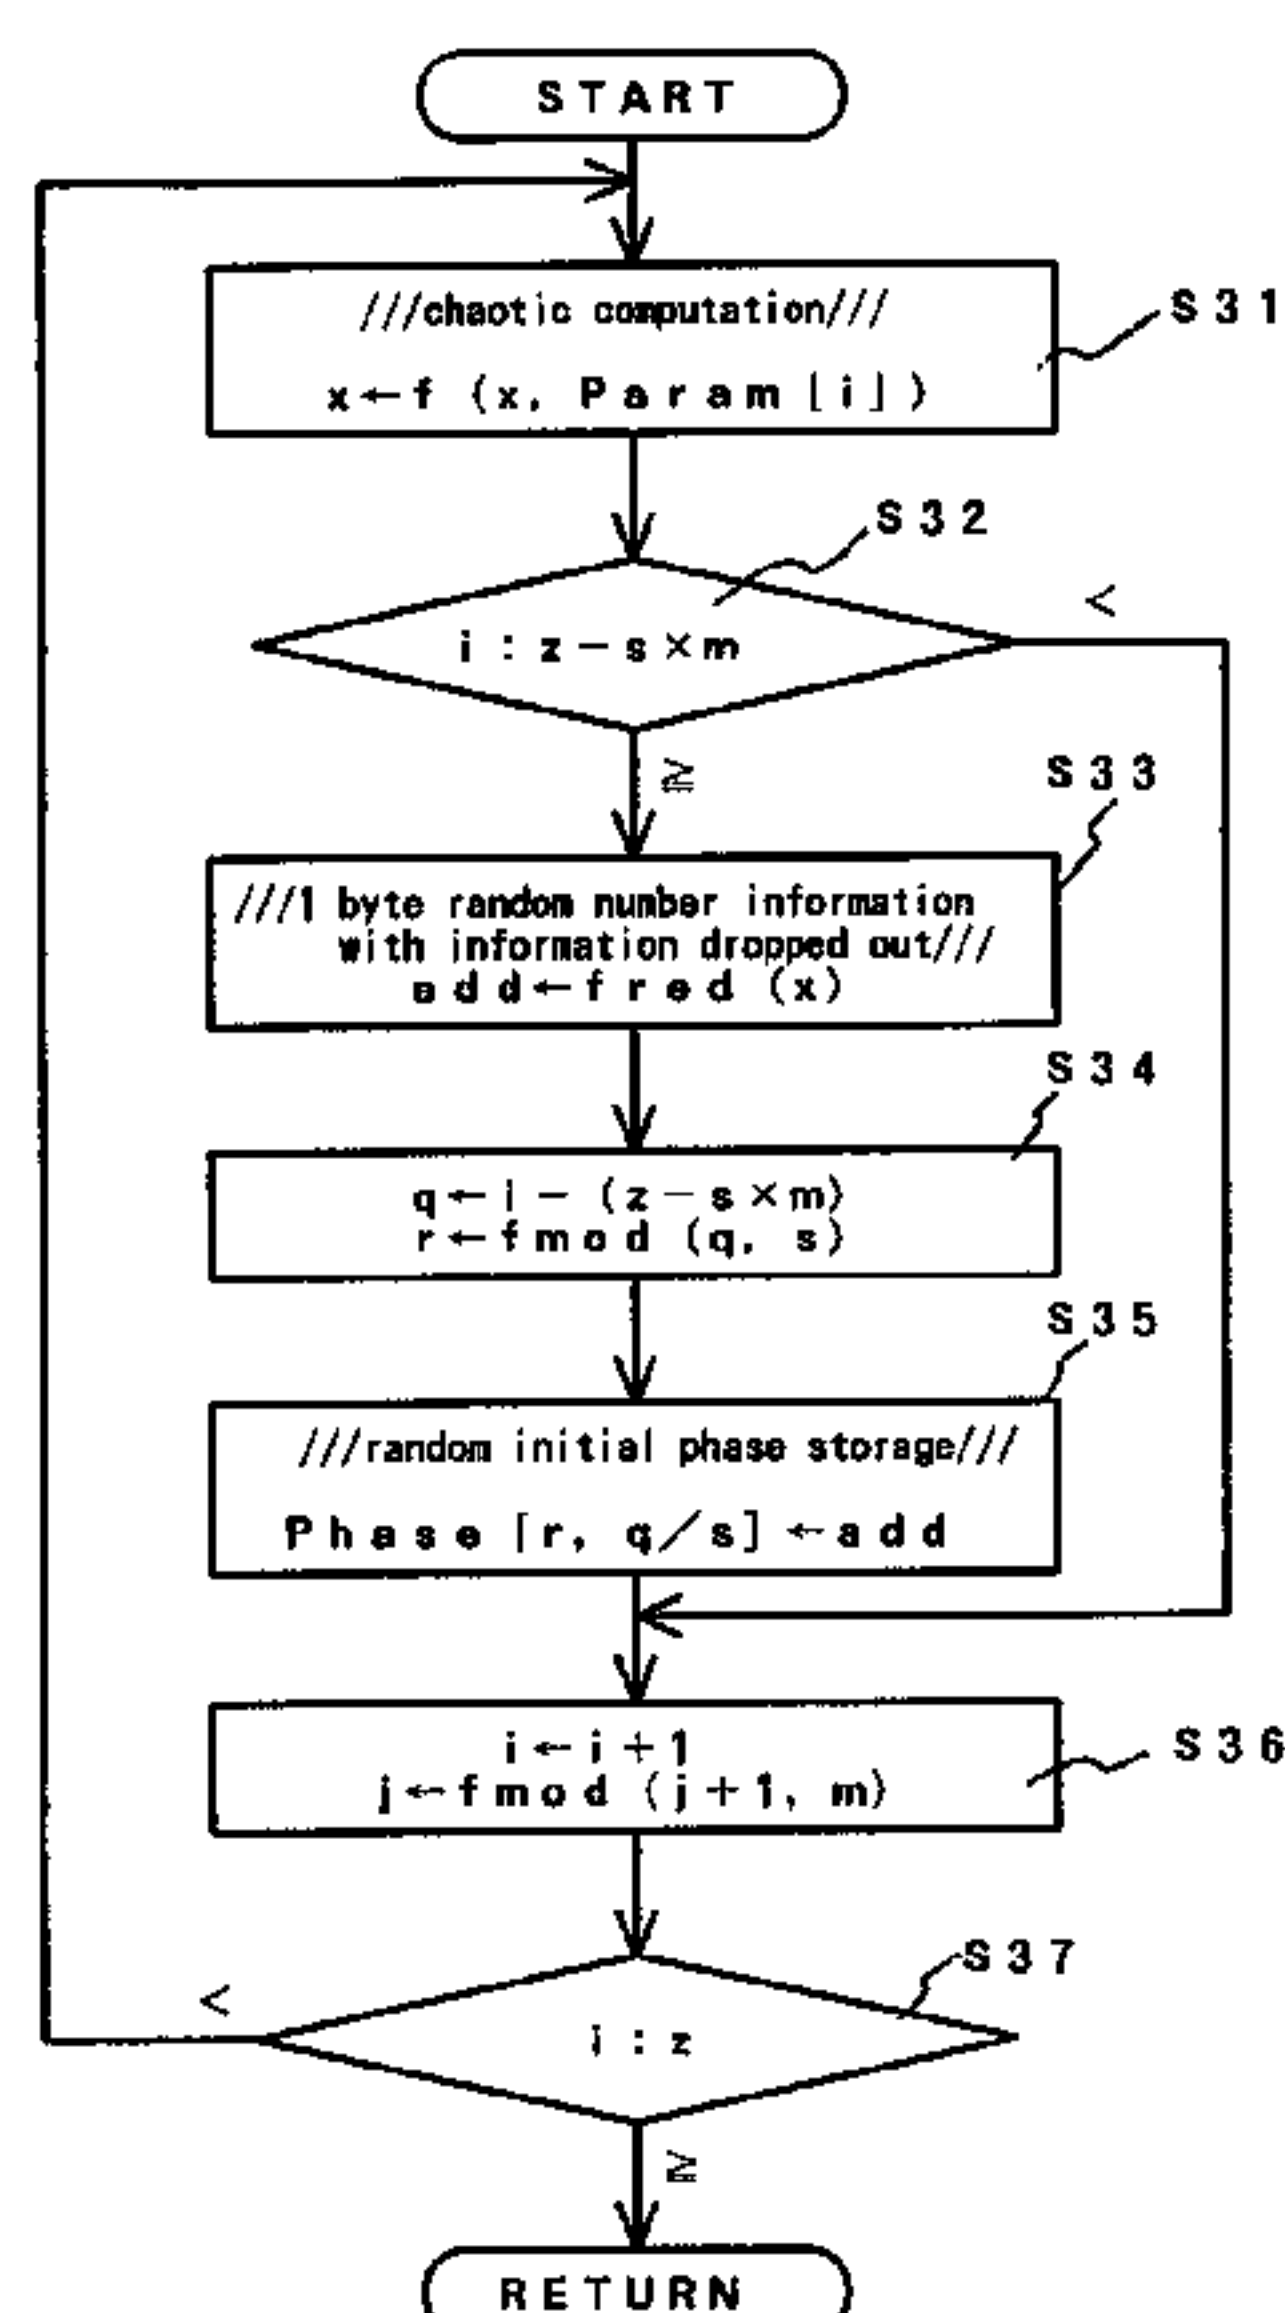 START
///chaotic computation///
S31
x←f (x, Param [i])
S32
<
i : z－s×m
≧
S33
///1 byte random number information
with information dropped out///
add←fred (x)
S34
q←i－(z－s×m)
r←fmod (q, s)
S35
///random initial phase storage///
Phase [r, q／s] ←add
i←i＋1
S36
j←fmod (j＋1, m)
S37
<
i : z
≧
RETURN